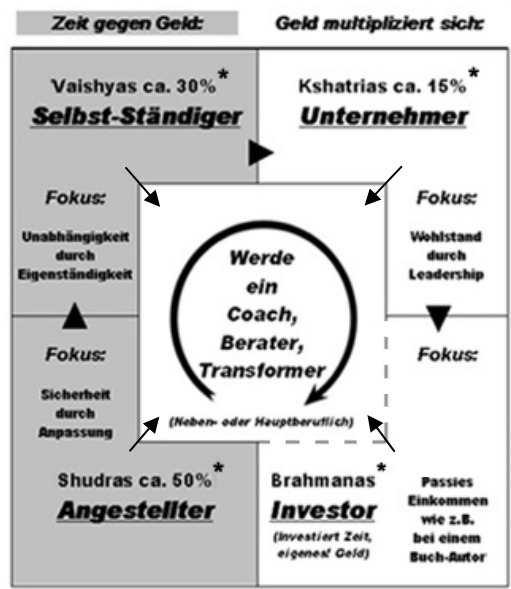 Zeit gegen Geld:
Geld multipliziert sich:
Vaishyas ca. 30%*
Selbst-Ständiger
Kshatrias ca. 15%*
Unternehmer
Fokus:
Unabhängigkeit
durch
Eigenständigkeit
Fokus:
Wohlstand
durch
Leadership
Werde
ein
Coach,
Berater,
Transformer
(Neben- oder Hauptberuflich)
Fokus:
Sicherheit
durch
Anpassung
Fokus:
Shudras ca. 50%*
Angestellter
Brahmanas*
Investor
(Investiert Zeit,
eigenes! Geld)
Passies
Einkommen
wie z.B.
bei einem
Buch-Autor